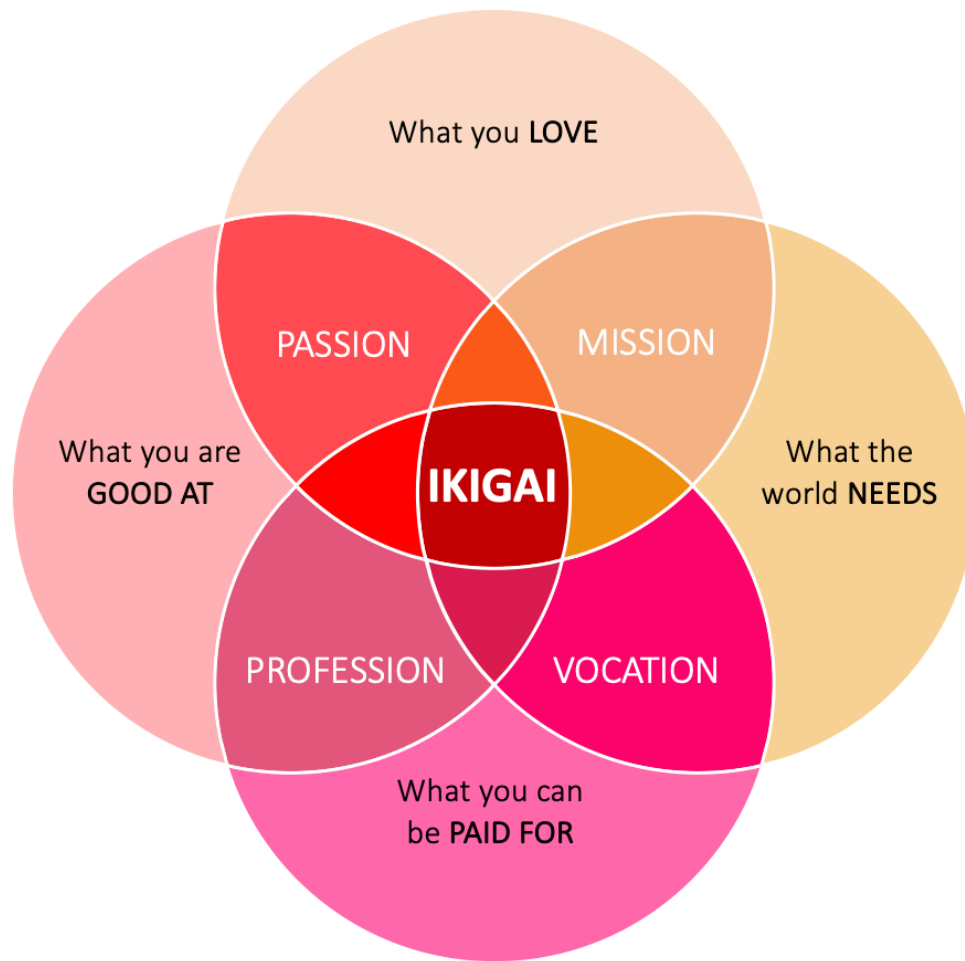 What you LOVE
PASSION
MISSION
What you are
GOOD AT
IKIGAI
What the
world NEEDS
PROFESSION
VOCATION
What you can
be PAID FOR